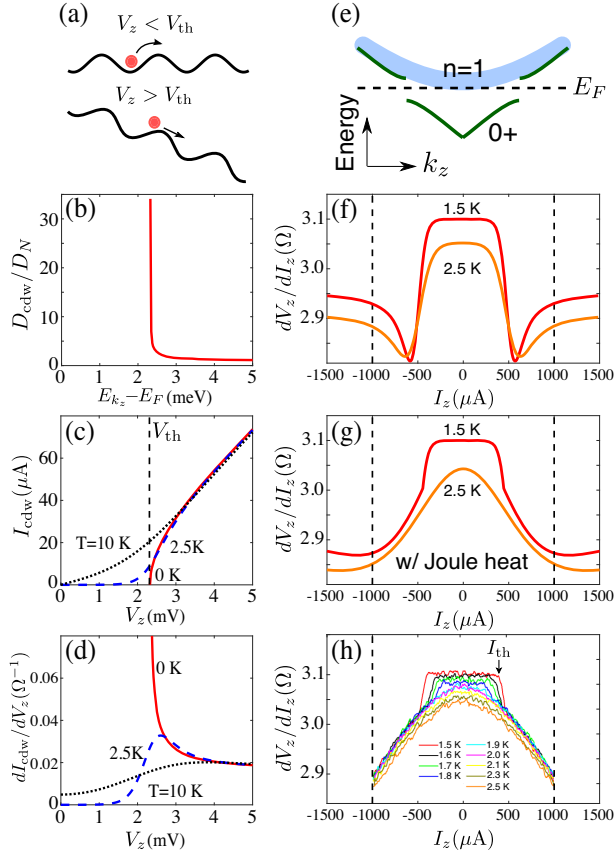 (a)
V_z < V_th
V_z > V_th
(e)
n=1
E_F
0+
Energy
k_z
(b)
D_cdw/D_N
30
20
10
0
0 1 2 3 4 5
E_kz−E_F (meV)
(f)
1.5 K
2.5 K
dV_z/dI_z(Ω)
3.1
3.0
2.9
-1500 -1000 -500 0 500 1000 1500
I_z(μA)
(c)
V_th
I_cdw(μA)
60
40
20
0
T=10 K
2.5K
0 K
0 1 2 3 4 5
V_z(mV)
(g)
1.5 K
2.5 K
w/ Joule heat
dV_z/dI_z(Ω)
3.1
3.0
2.9
-1500 -1000 -500 0 500 1000 1500
I_z(μA)
(d)
0 K
2.5K
T=10 K
dI_cdw/dV_z(Ω⁻¹)
0.06
0.04
0.02
0
0 1 2 3 4 5
V_z(mV)
(h)
I_th
dV_z/dI_z(Ω)
3.1
3.0
2.9
1.5 K 1.9 K
1.6 K 2.0 K
1.7 K 2.1 K
1.8 K 2.3 K
2.5 K
-1500 -1000 -500 0 500 1000 1500
I_z(μA)